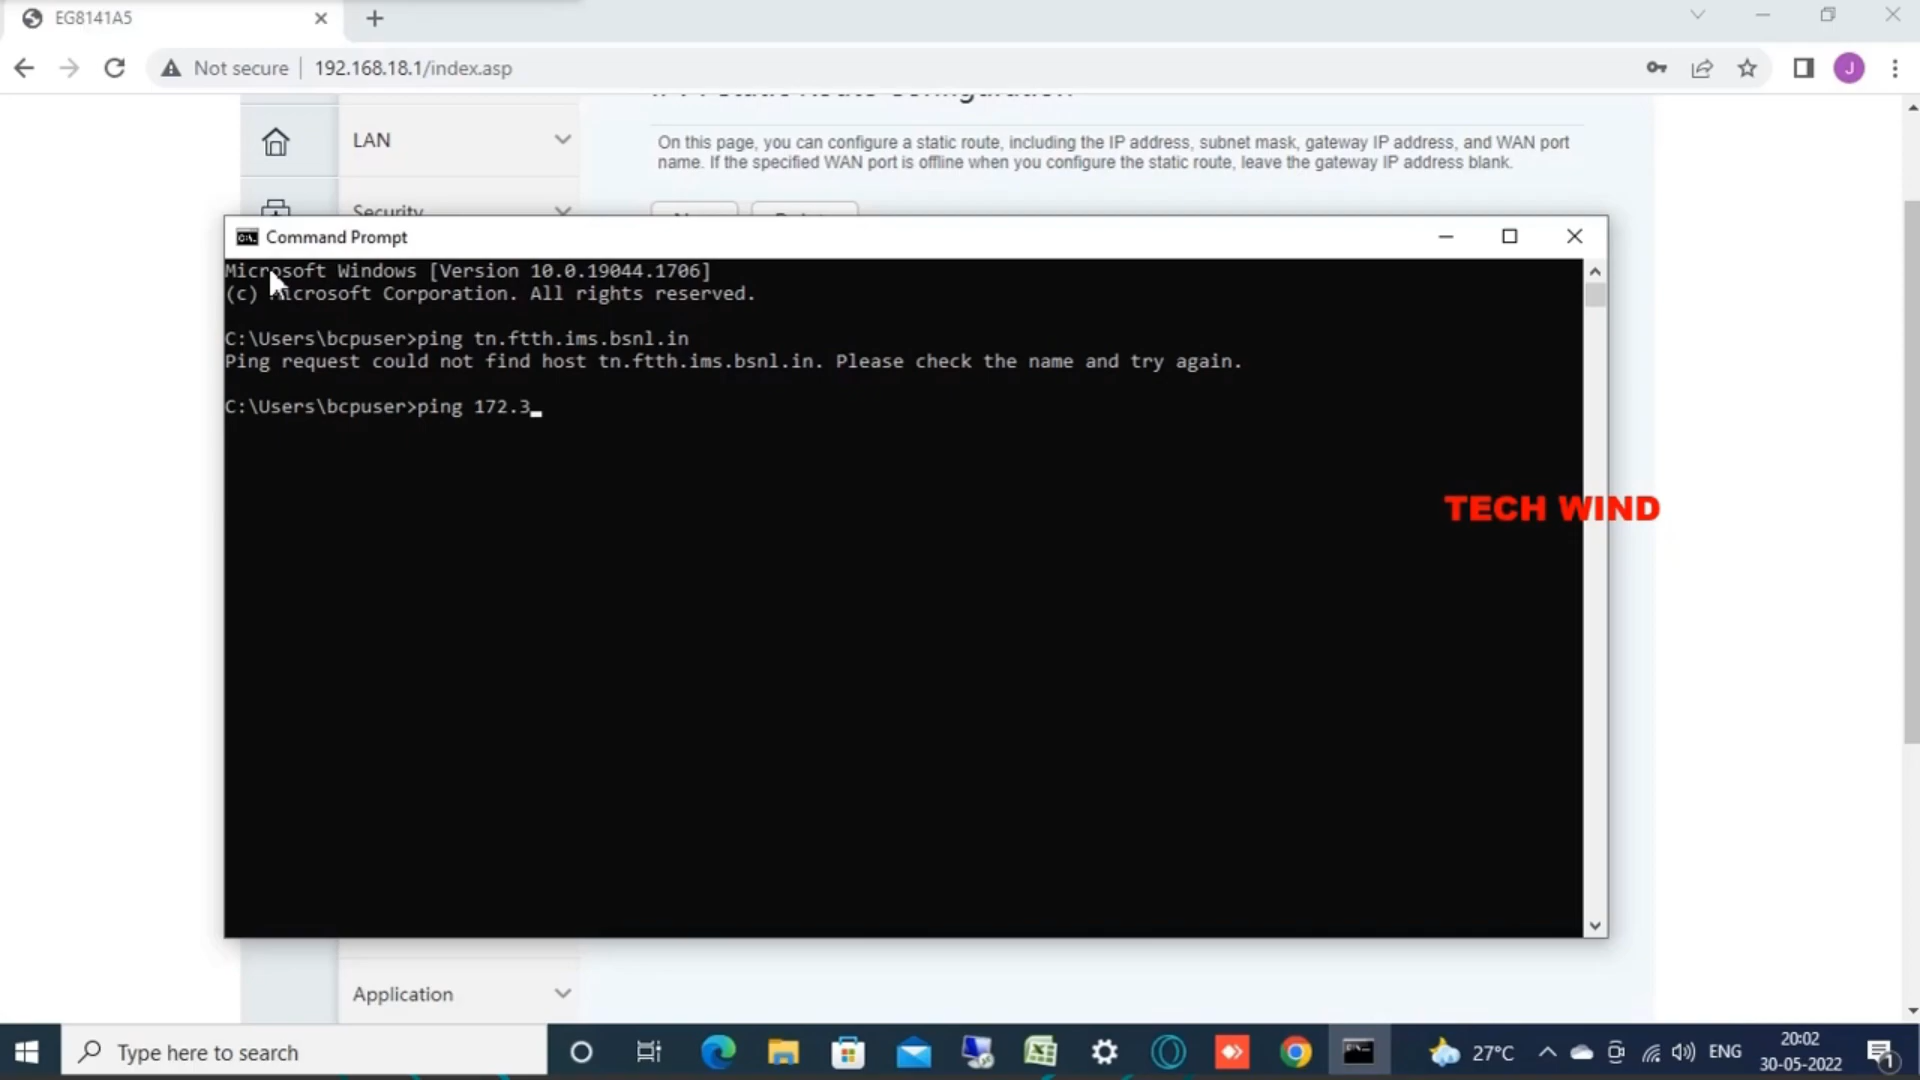 EG8141A5
Not secure
192.168.18.1/index.asp
J
LAN
On this page, you can configure a static route, including the IP address, subnet mask, gateway IP address, and WAN port
name. If the specified WAN port is offline when you configure the static route, leave the gateway IP address blank.
Security
Command Prompt
Microsoft Windows [Version 10.0.19044.1706]
(c) Microsoft Corporation. All rights reserved.
C:\Users\bcpuser>ping tn.ftth.ims.bsnl.in
Ping request could not find host tn.ftth.ims.bsnl.in. Please check the name and try again.
C:\Users\bcpuser>ping 172.3_
TECH WIND
Application
Type here to search
27°C
ENG
20:02
30-05-2022
1